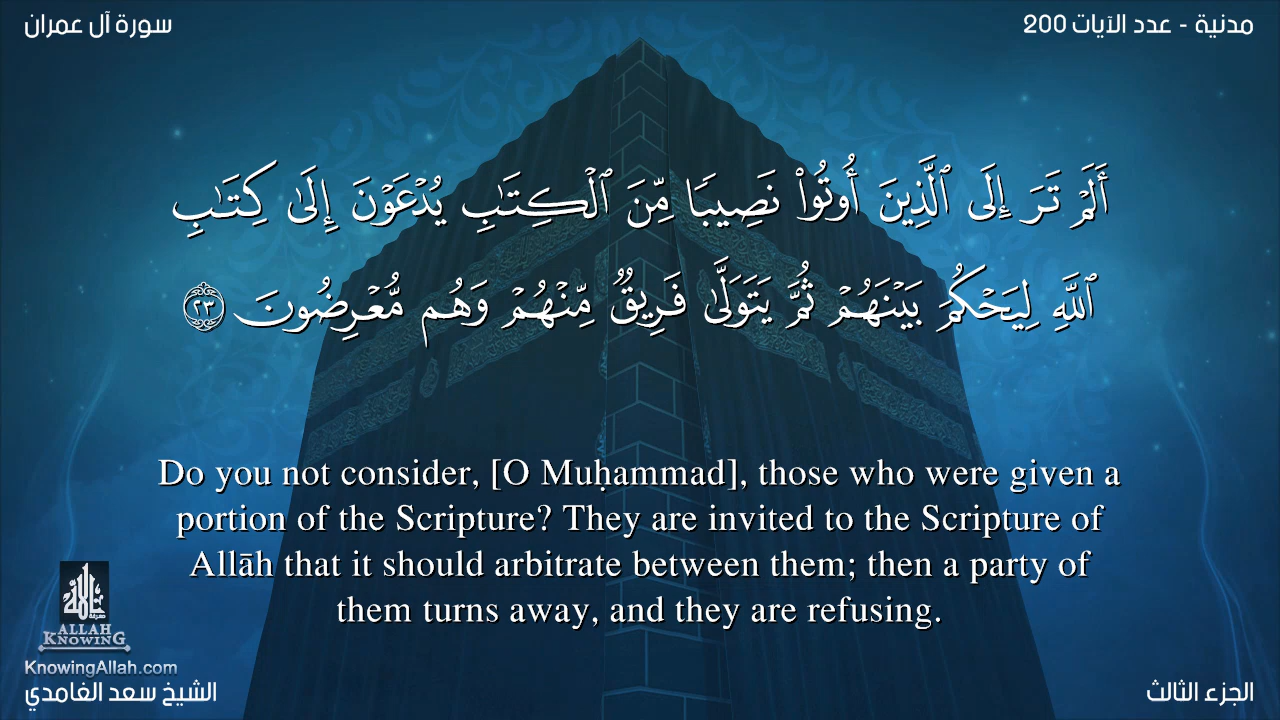 سورة آل عمران
مدنية - عدد الآيات 200
أَلَمْ تَرَ إِلَى ٱلَّذِينَ أُوتُوا۟ نَصِيبًا مِّنَ ٱلْكِتَـٰبِ يُدْعَوْنَ إِلَىٰ كِتَـٰبِ
ٱللَّهِ لِيَحْكُمَ بَيْنَهُمْ ثُمَّ يَتَوَلَّىٰ فَرِيقٌ مِّنْهُمْ وَهُم مُّعْرِضُونَ ٢٣
Do you not consider, [O Muḥammad], those who were given a
portion of the Scripture? They are invited to the Scripture of
Allāh that it should arbitrate between them; then a party of
them turns away, and they are refusing.
معرفة الله
ALLAH
KNOWING
KnowingAllah.com
الشيخ سعد الغامدي
الجزء الثالث